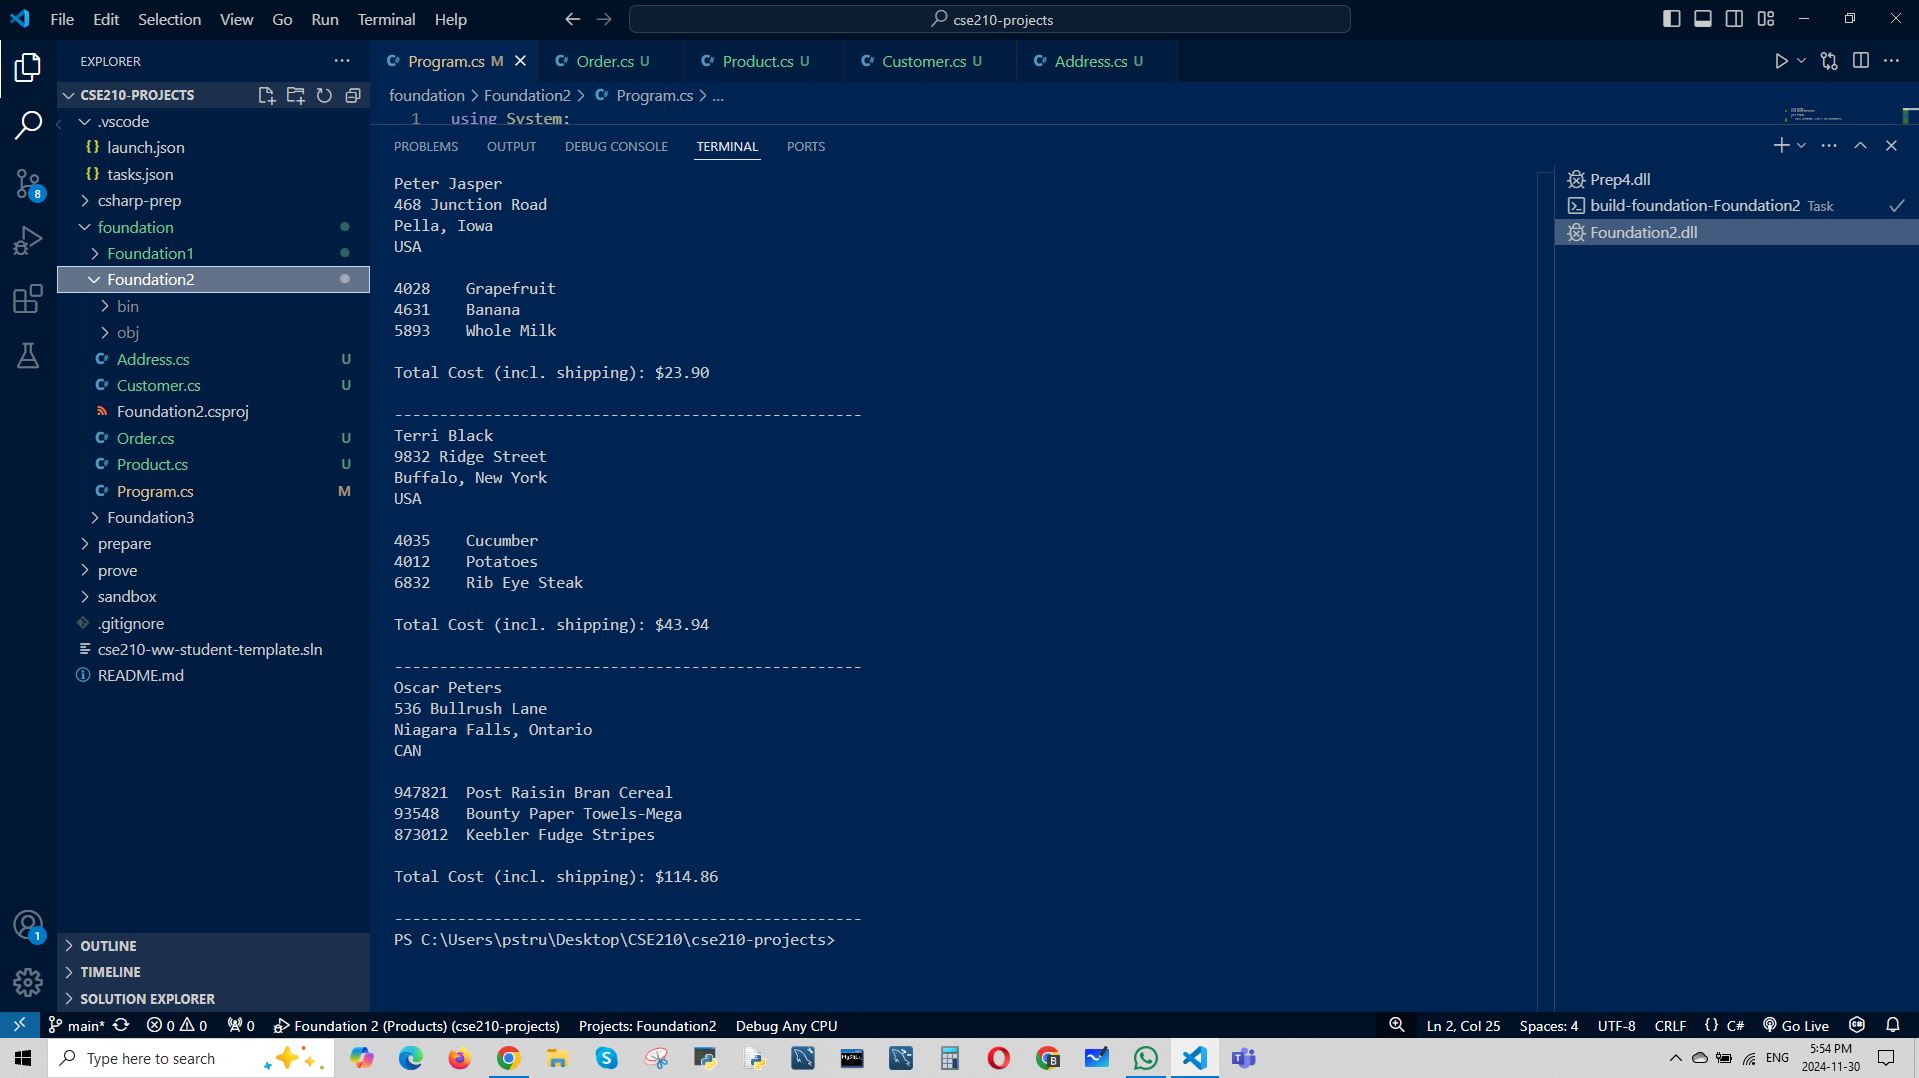 File Edit Selection View Go Run Terminal Help
cse210-projects
EXPLORER
Program.cs M
Order.cs U
Product.cs U
Customer.cs U
Address.cs U
CSE210-PROJECTS
foundation > Foundation2 > Program.cs > ...
.vscode
1 using System;
launch.json
tasks.json
csharp-prep
foundation
Foundation1
Foundation2
bin
obj
Address.cs U
Customer.cs U
Foundation2.csproj
Order.cs U
Product.cs U
Program.cs M
Foundation3
prepare
prove
sandbox
.gitignore
cse210-ww-student-template.sln
README.md
OUTLINE
TIMELINE
SOLUTION EXPLORER
8
1
PROBLEMS OUTPUT DEBUG CONSOLE TERMINAL PORTS
Peter Jasper
468 Junction Road
Pella, Iowa
USA
4028 Grapefruit
4631 Banana
5893 Whole Milk
Total Cost (incl. shipping): $23.90
----------------------------------------------------
Terri Black
9832 Ridge Street
Buffalo, New York
USA
4035 Cucumber
4012 Potatoes
6832 Rib Eye Steak
Total Cost (incl. shipping): $43.94
----------------------------------------------------
Oscar Peters
536 Bullrush Lane
Niagara Falls, Ontario
CAN
947821 Post Raisin Bran Cereal
93548 Bounty Paper Towels-Mega
873012 Keebler Fudge Stripes
Total Cost (incl. shipping): $114.86
----------------------------------------------------
PS C:\Users\pstru\Desktop\CSE210\cse210-projects>
Prep4.dll
build-foundation-Foundation2 Task
Foundation2.dll
main* 0 0 0 Foundation 2 (Products) (cse210-projects) Projects: Foundation2 Debug Any CPU
Ln 2, Col 25 Spaces: 4 UTF-8 CRLF {} C# Go Live
Type here to search
ENG
5:54 PM
2024-11-30